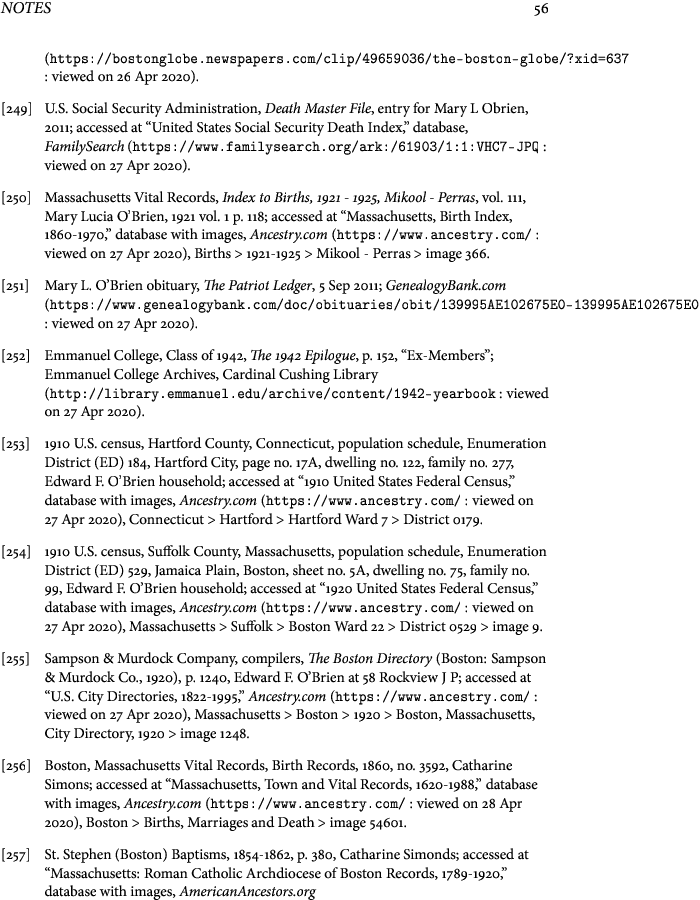 NOTES 56
(https://bostonglobe.newspapers.com/clip/49659036/the-boston-globe/?xid=637
: viewed on 26 Apr 2020).
[249] U.S. Social Security Administration, Death Master File, entry for Mary L Obrien,
2011; accessed at “United States Social Security Death Index,” database,
FamilySearch (https://www.familysearch.org/ark:/61903/1:1:VHC7-JPQ :
viewed on 27 Apr 2020).
[250] Massachusetts Vital Records, Index to Births, 1921 - 1925, Mikool - Perras, vol. 111,
Mary Lucia O’Brien, 1921 vol. 1 p. 118; accessed at “Massachusetts, Birth Index,
1860-1970,” database with images, Ancestry.com (https://www.ancestry.com/ :
viewed on 27 Apr 2020), Births > 1921-1925 > Mikool - Perras > image 366.
[251] Mary L. O’Brien obituary, The Patriot Ledger, 5 Sep 2011; GenealogyBank.com
(https://www.genealogybank.com/doc/obituaries/obit/139995AE102675E0-139995AE102675E0
: viewed on 27 Apr 2020).
[252] Emmanuel College, Class of 1942, The 1942 Epilogue, p. 152, “Ex-Members”;
Emmanuel College Archives, Cardinal Cushing Library
(http://library.emmanuel.edu/archive/content/1942-yearbook : viewed
on 27 Apr 2020).
[253] 1910 U.S. census, Hartford County, Connecticut, population schedule, Enumeration
District (ED) 184, Hartford City, page no. 17A, dwelling no. 122, family no. 277,
Edward F. O’Brien household; accessed at “1910 United States Federal Census,”
database with images, Ancestry.com (https://www.ancestry.com/ : viewed on
27 Apr 2020), Connecticut > Hartford > Hartford Ward 7 > District 0179.
[254] 1910 U.S. census, Suffolk County, Massachusetts, population schedule, Enumeration
District (ED) 529, Jamaica Plain, Boston, sheet no. 5A, dwelling no. 75, family no.
99, Edward F. O’Brien household; accessed at “1920 United States Federal Census,”
database with images, Ancestry.com (https://www.ancestry.com/ : viewed on
27 Apr 2020), Massachusetts > Suffolk > Boston Ward 22 > District 0529 > image 9.
[255] Sampson & Murdock Company, compilers, The Boston Directory (Boston: Sampson
& Murdock Co., 1920), p. 1240, Edward F. O’Brien at 58 Rockview J P; accessed at
“U.S. City Directories, 1822-1995,” Ancestry.com (https://www.ancestry.com/ :
viewed on 27 Apr 2020), Massachusetts > Boston > 1920 > Boston, Massachusetts,
City Directory, 1920 > image 1248.
[256] Boston, Massachusetts Vital Records, Birth Records, 1860, no. 3592, Catharine
Simons; accessed at “Massachusetts, Town and Vital Records, 1620-1988,” database
with images, Ancestry.com (https://www.ancestry.com/ : viewed on 28 Apr
2020), Boston > Births, Marriages and Death > image 54601.
[257] St. Stephen (Boston) Baptisms, 1854-1862, p. 380, Catharine Simonds; accessed at
“Massachusetts: Roman Catholic Archdiocese of Boston Records, 1789-1920,”
database with images, AmericanAncestors.org